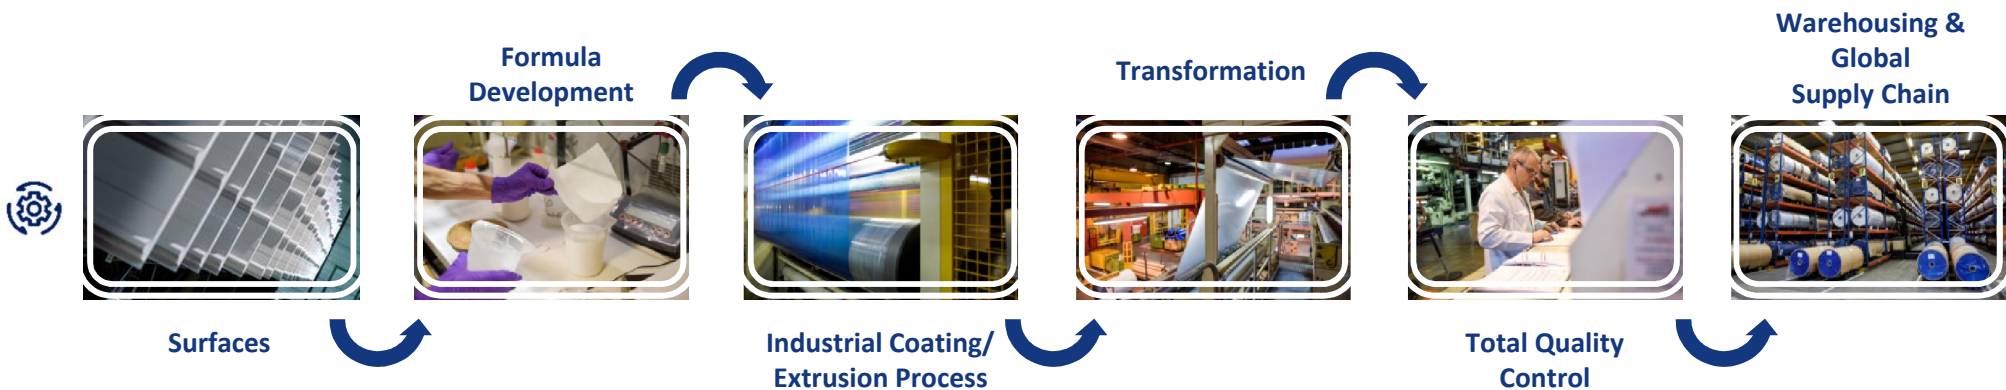 Surfaces
Formula
Development
Industrial Coating/
Extrusion Process
Transformation
Total Quality
Control
Warehousing &
Global
Supply Chain